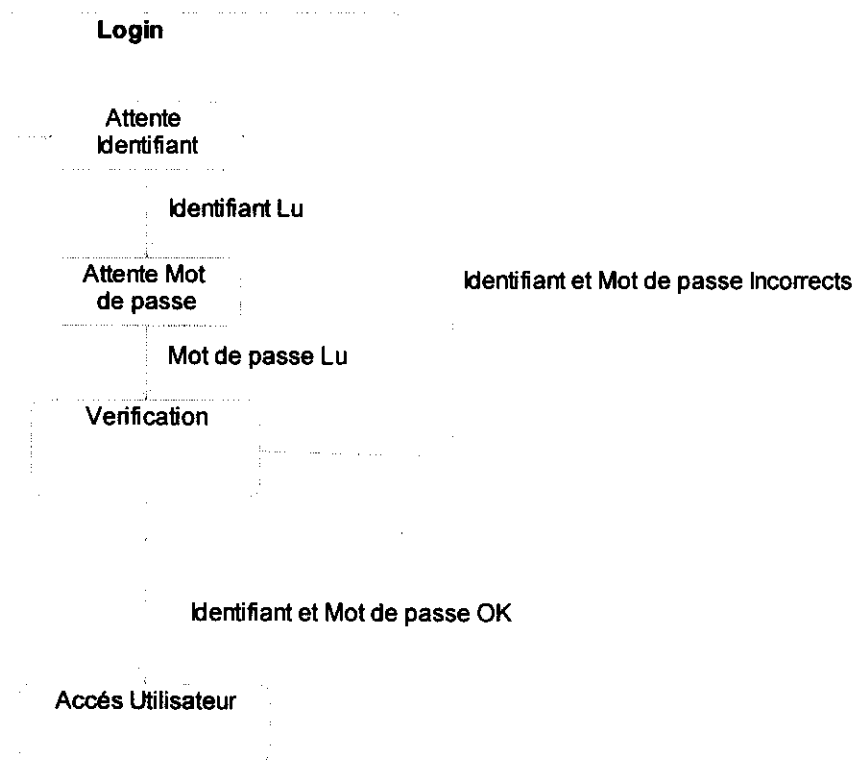 Login
Attente
Identifiant
Identifiant Lu
Attente Mot
de passe
Identifiant et Mot de passe Incorrects
Mot de passe Lu
Verification
Identifiant et Mot de passe OK
Accés Utilisateur